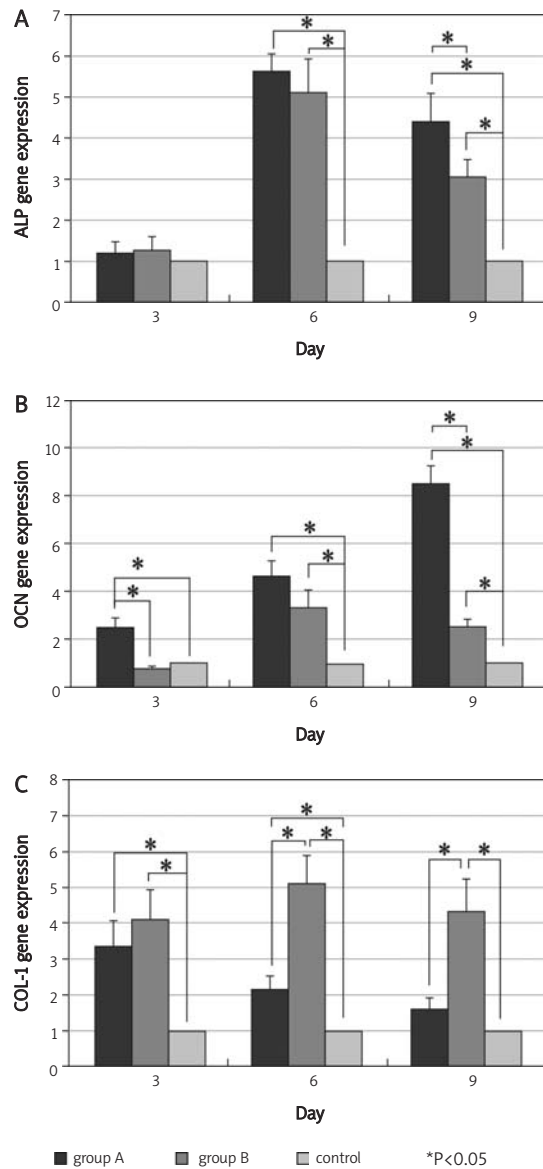 A
ALP gene expression
7
6
5
4
3
2
1
0
* *
* * *
3 6 9
Day
B
OCN gene expression
12
10
8
6
4
2
0
*
*
* *
* * *
3 6 9
Day
C
COL-1 gene expression
8
7
6
5
4
3
2
1
0
*
* * * * *
*
3 6 9
Day
group A group B control *P<0.05